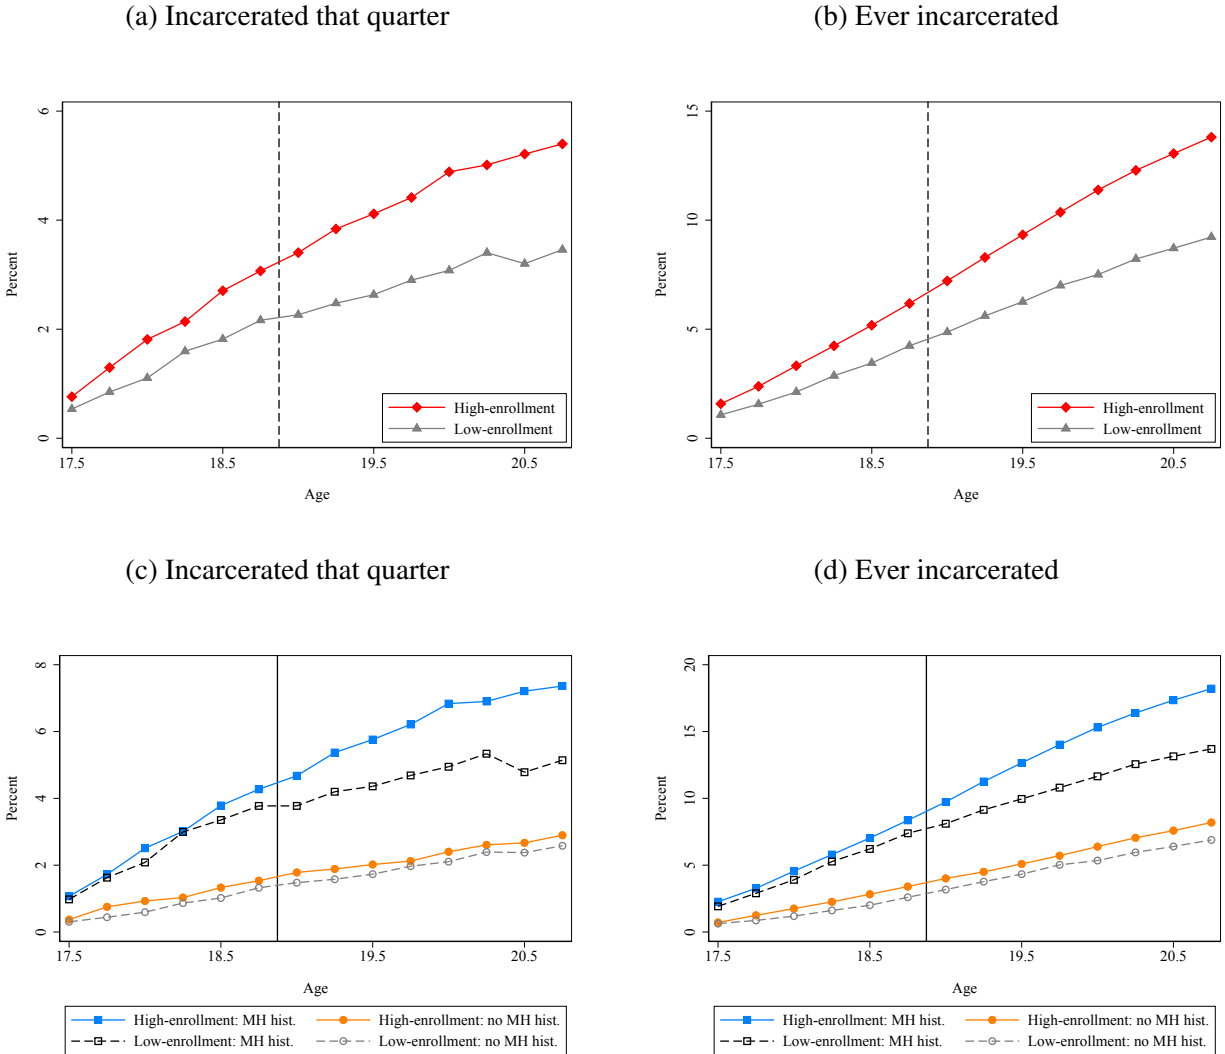 (a) Incarcerated that quarter
Percent
6
4
2
0
17.5
18.5
19.5
20.5
Age
High-enrollment
Low-enrollment
(b) Ever incarcerated
Percent
15
10
5
0
17.5
18.5
19.5
20.5
Age
High-enrollment
Low-enrollment
(c) Incarcerated that quarter
Percent
8
6
4
2
0
17.5
18.5
19.5
20.5
Age
High-enrollment: MH hist.
High-enrollment: no MH hist.
Low-enrollment: MH hist.
Low-enrollment: no MH hist.
(d) Ever incarcerated
Percent
20
15
10
5
0
17.5
18.5
19.5
20.5
Age
High-enrollment: MH hist.
High-enrollment: no MH hist.
Low-enrollment: MH hist.
Low-enrollment: no MH hist.